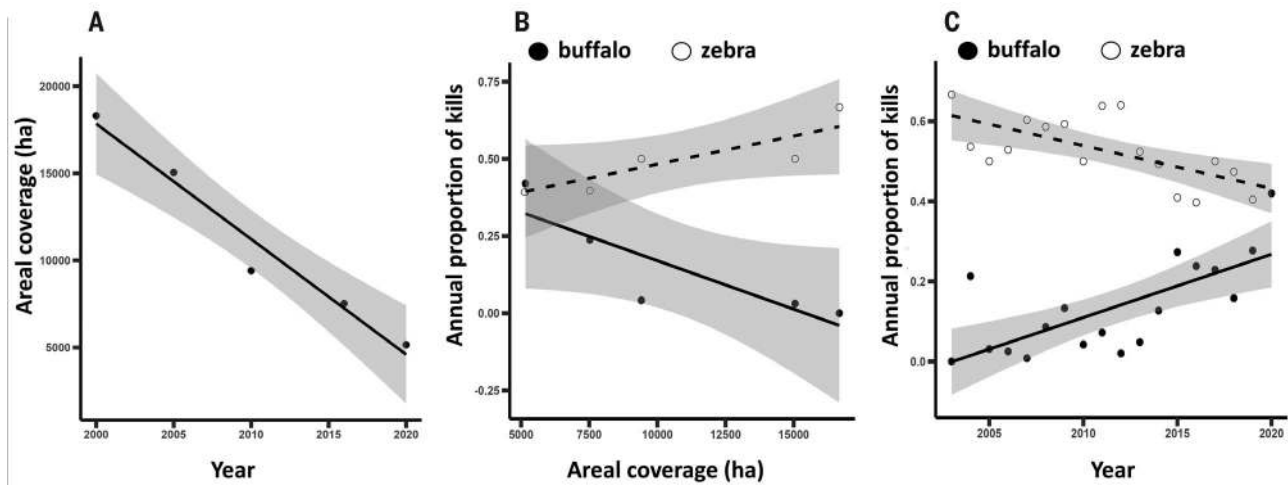 A
Areal coverage (ha)
20000
15000
10000
5000
2000 2005 2010 2015 2020
Year
B
buffalo zebra
Annual proportion of kills
0.75
0.50
0.25
0.00
-0.25
5000 7500 10000 12500 15000
Areal coverage (ha)
C
buffalo zebra
Annual proportion of kills
0.6
0.4
0.2
0.0
2005 2010 2015 2020
Year